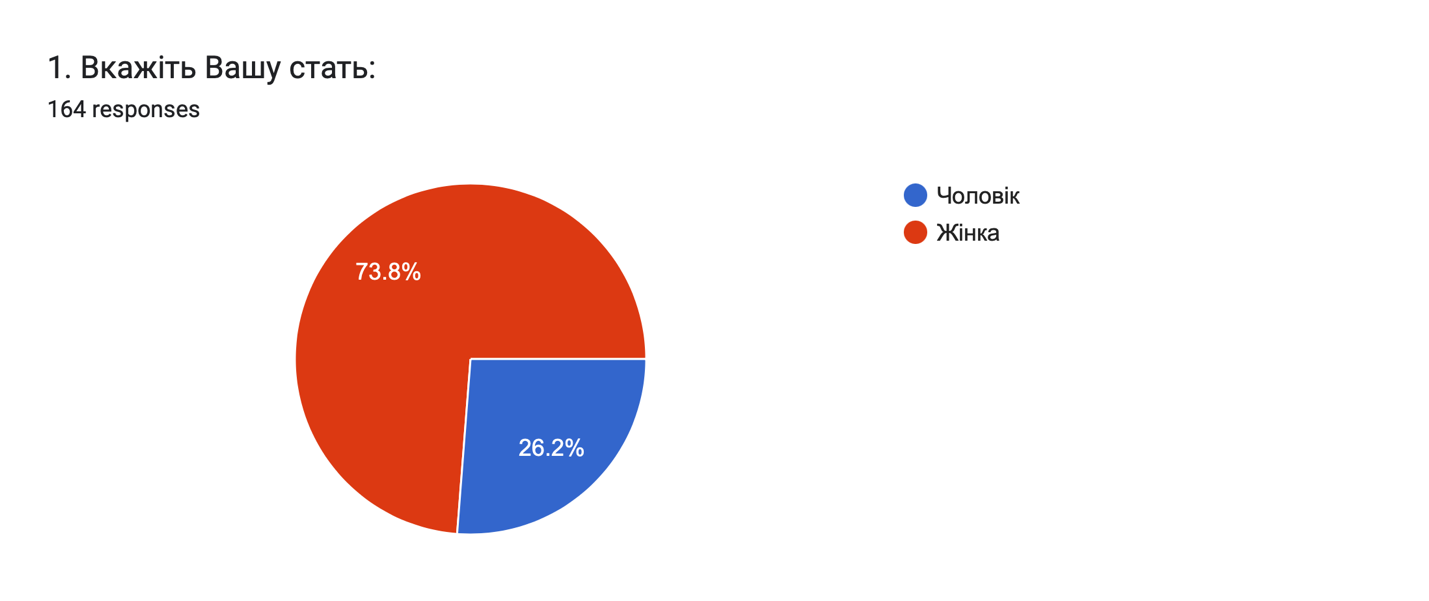 1. Вкажіть Вашу стать:
164 responses
Чоловік
Жінка
73.8%
26.2%